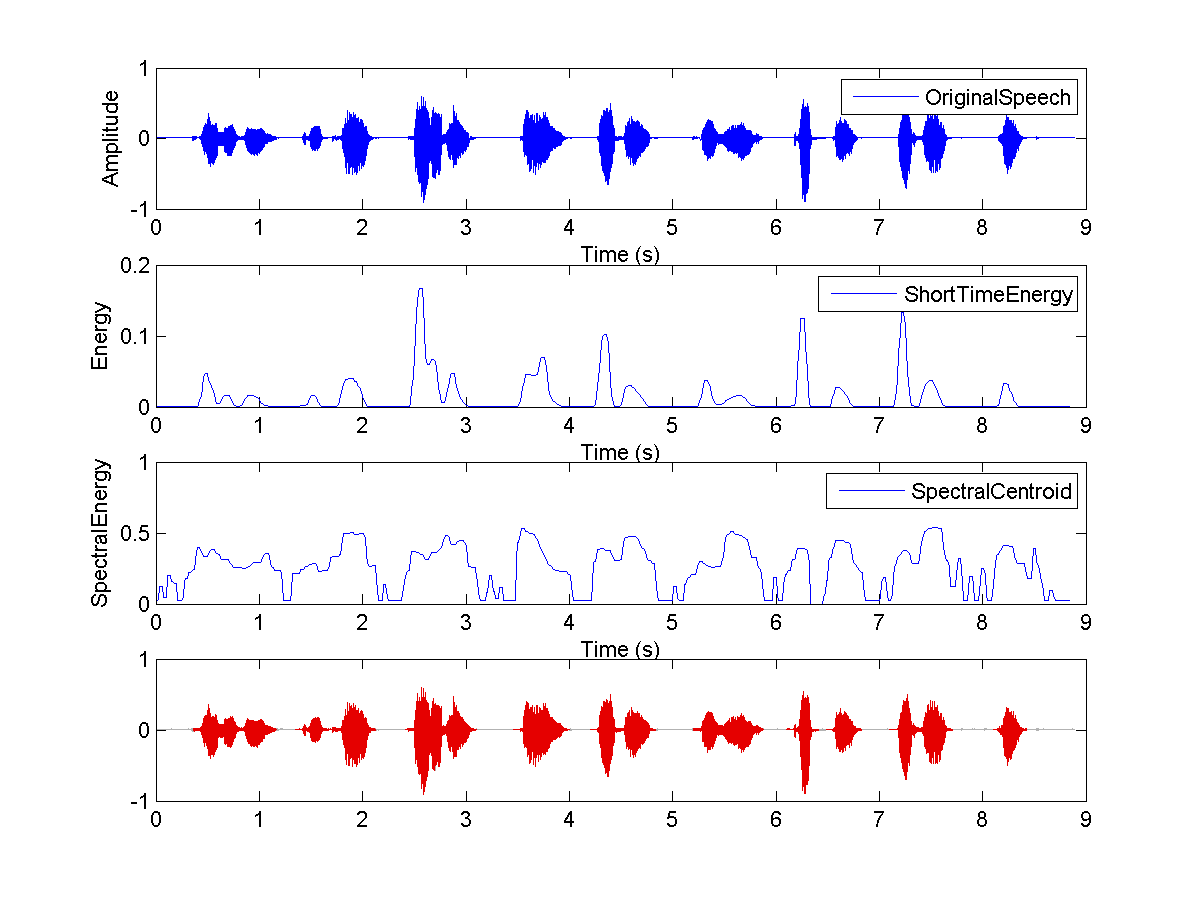 1
OriginalSpeech
Amplitude
0
-1
0 1 2 3 4 5 6 7 8 9
Time (s)
0.2
ShortTimeEnergy
Energy
0.1
0
0 1 2 3 4 5 6 7 8 9
Time (s)
1
SpectralCentroid
SpectralEnergy
0.5
0
0 1 2 3 4 5 6 7 8 9
Time (s)
1
0
-1
0 1 2 3 4 5 6 7 8 9